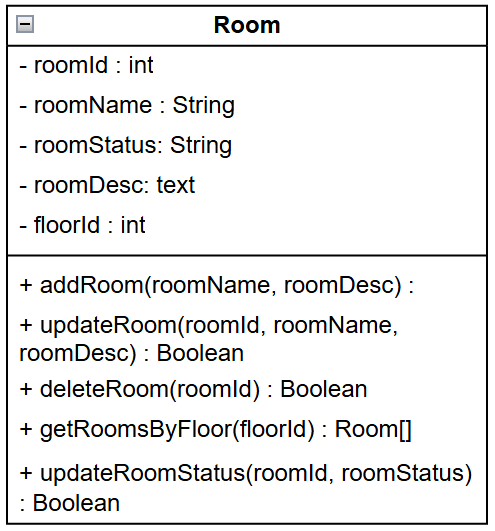 Room
- roomId : int
- roomName : String
- roomStatus: String
- roomDesc: text
- floorId : int
+ addRoom(roomName, roomDesc) :
+ updateRoom(roomId, roomName,
roomDesc) : Boolean
+ deleteRoom(roomId) : Boolean
+ getRoomsByFloor(floorId) : Room[]
+ updateRoomStatus(roomId, roomStatus)
: Boolean